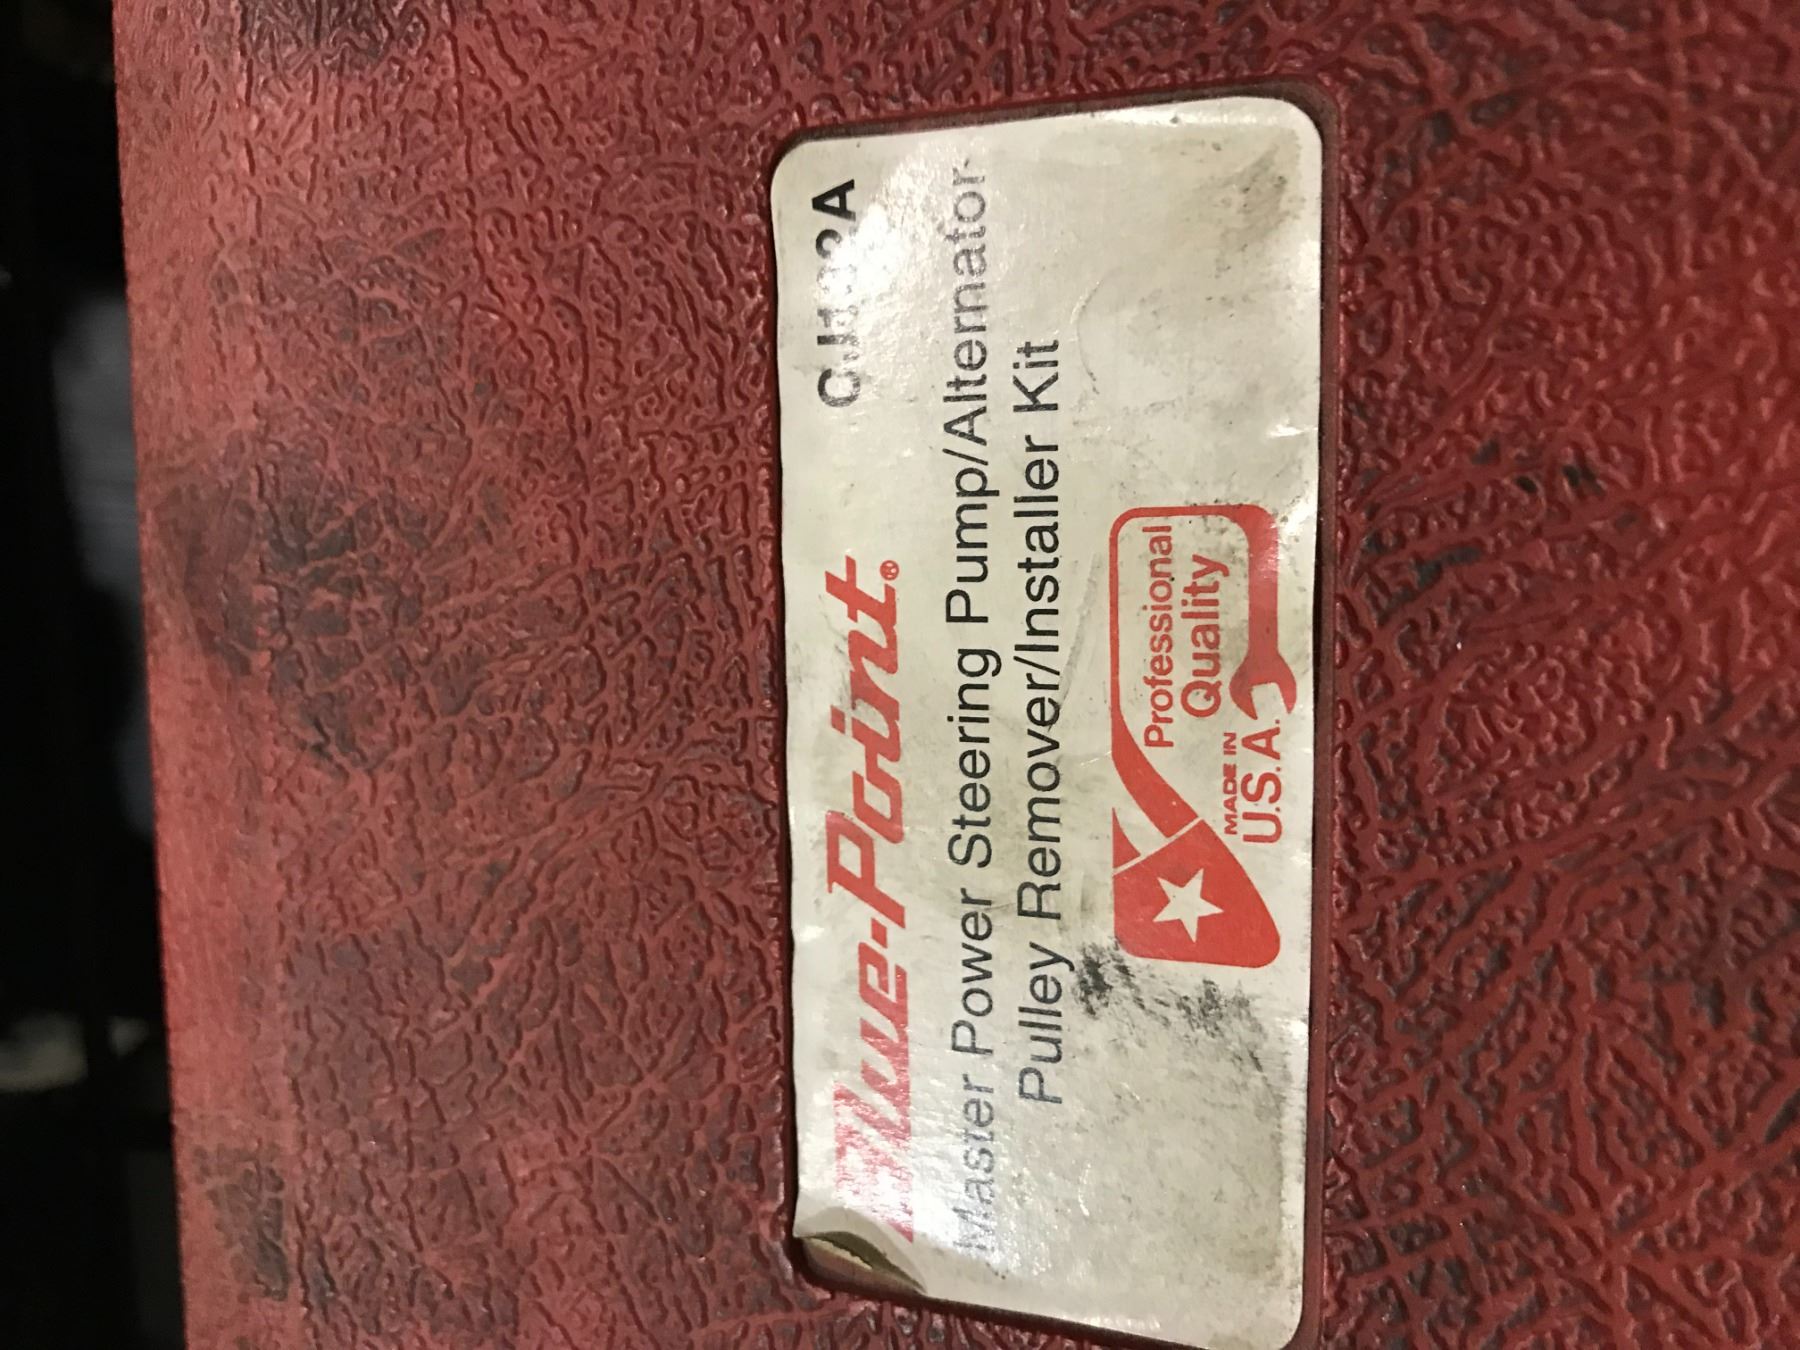 Blue-Point®
Master Power Steering Pump/Alternator
Pulley Remover/Installer Kit
Professional
Quality
MADE IN
U.S.A.